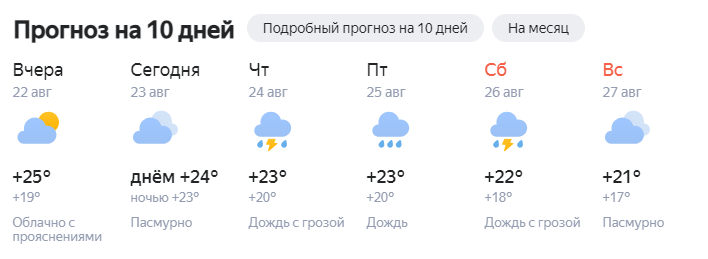 Прогноз на 10 дней
Подробный прогноз на 10 дней
На месяц
Вчера
22 авг
+25°
+19°
Облачно с
прояснениями
Сегодня
23 авг
днём +24°
ночью +23°
Пасмурно
Чт
24 авг
+23°
+20°
Дождь с грозой
Пт
25 авг
+23°
+20°
Дождь
Сб
26 авг
+22°
+18°
Дождь с грозой
Вс
27 авг
+21°
+17°
Пасмурно